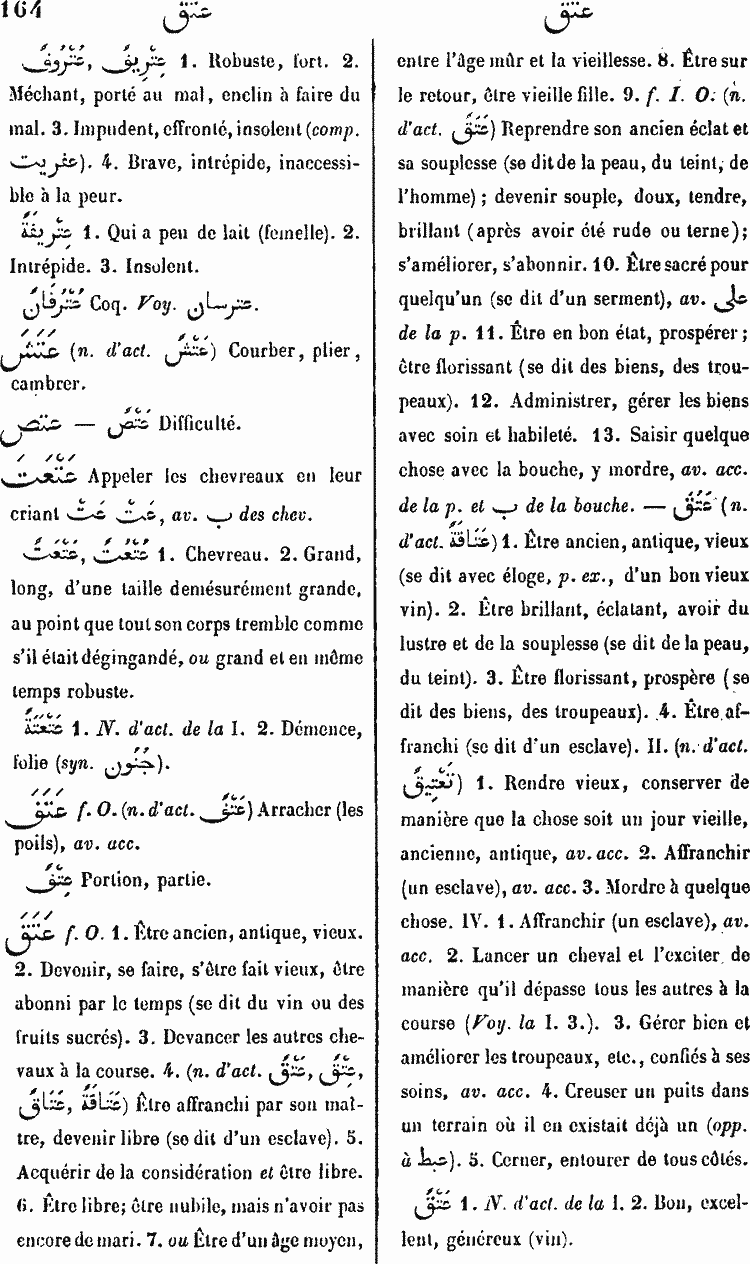 164 عتق عتق
عِتْرِيفٌ, عُتْرُوفٌ 1. Robuste, fort. 2.
Méchant, porté au mal, enclin à faire du
mal. 3. Impudent, effronté, insolent (comp.
عفريت). 4. Brave, intrépide, inaccessi-
ble à la peur.
عِتْرِيفَةٌ 1. Qui a peu de lait (femelle). 2.
Intrépide. 3. Insolent.
عُتْرُفَانٌ Coq. Voy. عترسان.
عَتَشَ (n. d'act. عَتْشٌ) Courber, plier,
cambrer.
عتص — عَتْصٌ Difficulté.
عَتْعَتَ Appeler les chevreaux en leur
criant عَتْ عَتْ, av. ب des chev.
عُتْعُتٌ, عَتْعَتٌ 1. Chevreau. 2. Grand,
long, d'une taille demésurément grande,
au point que tout son corps tremble comme
s'il était dégingandé, ou grand et en même
temps robuste.
عَتْعَتَةٌ 1. N. d'act. de la I. 2. Démence,
folie (syn. جُنُون).
عَتَفَ f. O. (n. d'act. عَتْفٌ) Arracher (les
poils), av. acc.
عِتْفٌ Portion, partie.
عَتَقَ f. O. 1. Être ancien, antique, vieux.
2. Devenir, se faire, s'être fait vieux, être
abonni par le temps (se dit du vin ou des
fruits sucrés). 3. Devancer les autres che-
vaux à la course. 4. (n. d'act. عَتْقٌ, عِتْقٌ,
عَتَاقَةٌ, عَتَاقٌ) Être affranchi par son maî-
tre, devenir libre (se dit d'un esclave). 5.
Acquérir de la considération et être libre.
6. Être libre; être nubile, mais n'avoir pas
encore de mari. 7. ou Être d'un âge moyen,
entre l'âge mûr et la vieillesse. 8. Être sur
le retour, être vieille fille. 9. f. I. O. (n.
d'act. عَتْقٌ) Reprendre son ancien éclat et
sa souplesse (se dit de la peau, du teint, de
l'homme); devenir souple, doux, tendre,
brillant (après avoir été rude ou terne);
s'améliorer, s'abonnir. 10. Être sacré pour
quelqu'un (se dit d'un serment), av. على
de la p. 11. Être en bon état, prospérer;
être florissant (se dit des biens, des trou-
peaux). 12. Administrer, gérer les biens
avec soin et habileté. 13. Saisir quelque
chose avec la bouche, y mordre, av. acc.
de la p. et ب de la bouche. — عَتُقَ (n.
d'act. عَتَاقَةٌ) 1. Être ancien, antique, vieux
(se dit avec éloge, p. ex., d'un bon vieux
vin). 2. Être brillant, éclatant, avoir du
lustre et de la souplesse (se dit de la peau,
du teint). 3. Être florissant, prospère (se
dit des biens, des troupeaux). 4. Être af-
franchi (se dit d'un esclave). II. (n. d'act.
تَعْتِيقٌ) 1. Rendre vieux, conserver de
manière que la chose soit un jour vieille,
ancienne, antique, av. acc. 2. Affranchir
(un esclave), av. acc. 3. Mordre à quelque
chose. IV. 1. Affranchir (un esclave), av.
acc. 2. Lancer un cheval et l'exciter de
manière qu'il dépasse tous les autres à la
course (Voy. la I. 3.). 3. Gérer bien et
améliorer les troupeaux, etc., confiés à ses
soins, av. acc. 4. Creuser un puits dans
un terrain où il en existait déjà un (opp.
à عبط). 5. Cerner, entourer de tous côtés.
عَتْقٌ 1. N. d'act. de la I. 2. Bon, excel-
lent, généreux (vin).